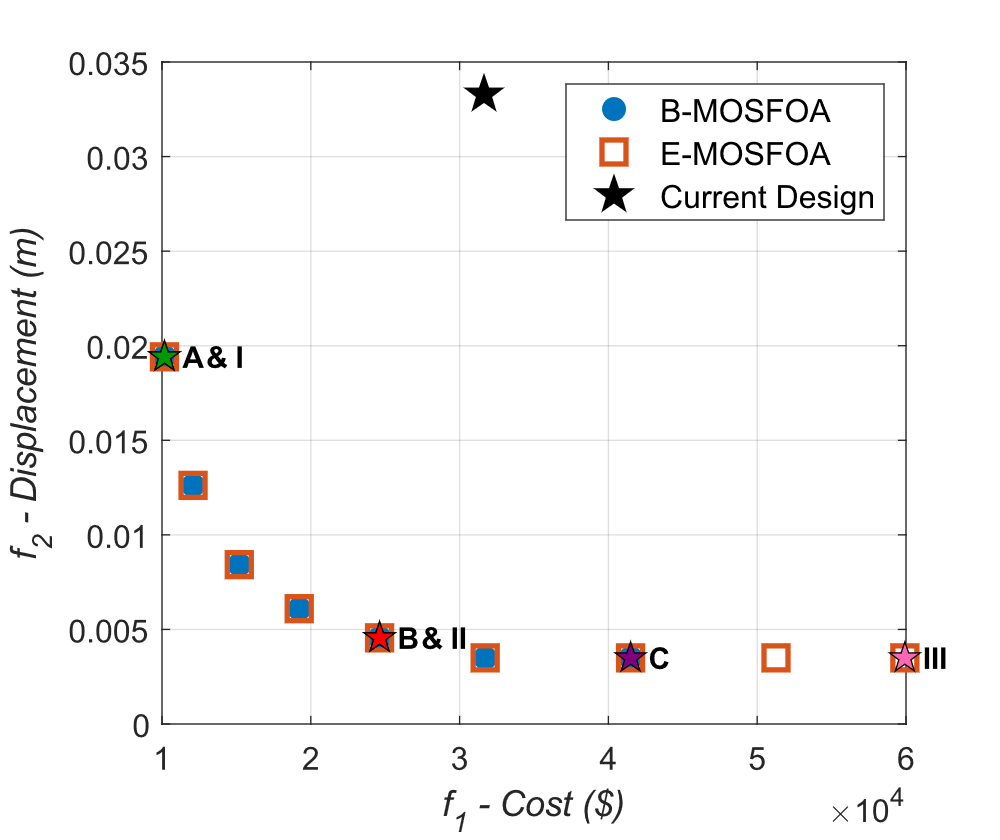 0.035
0.03
0.025
0.02
0.015
0.01
0.005
0
f2 - Displacement (m)
B-MOSFOA
E-MOSFOA
Current Design
A & I
B & II
C
III
1 2 3 4 5 6
f1 - Cost ($)
×10^4